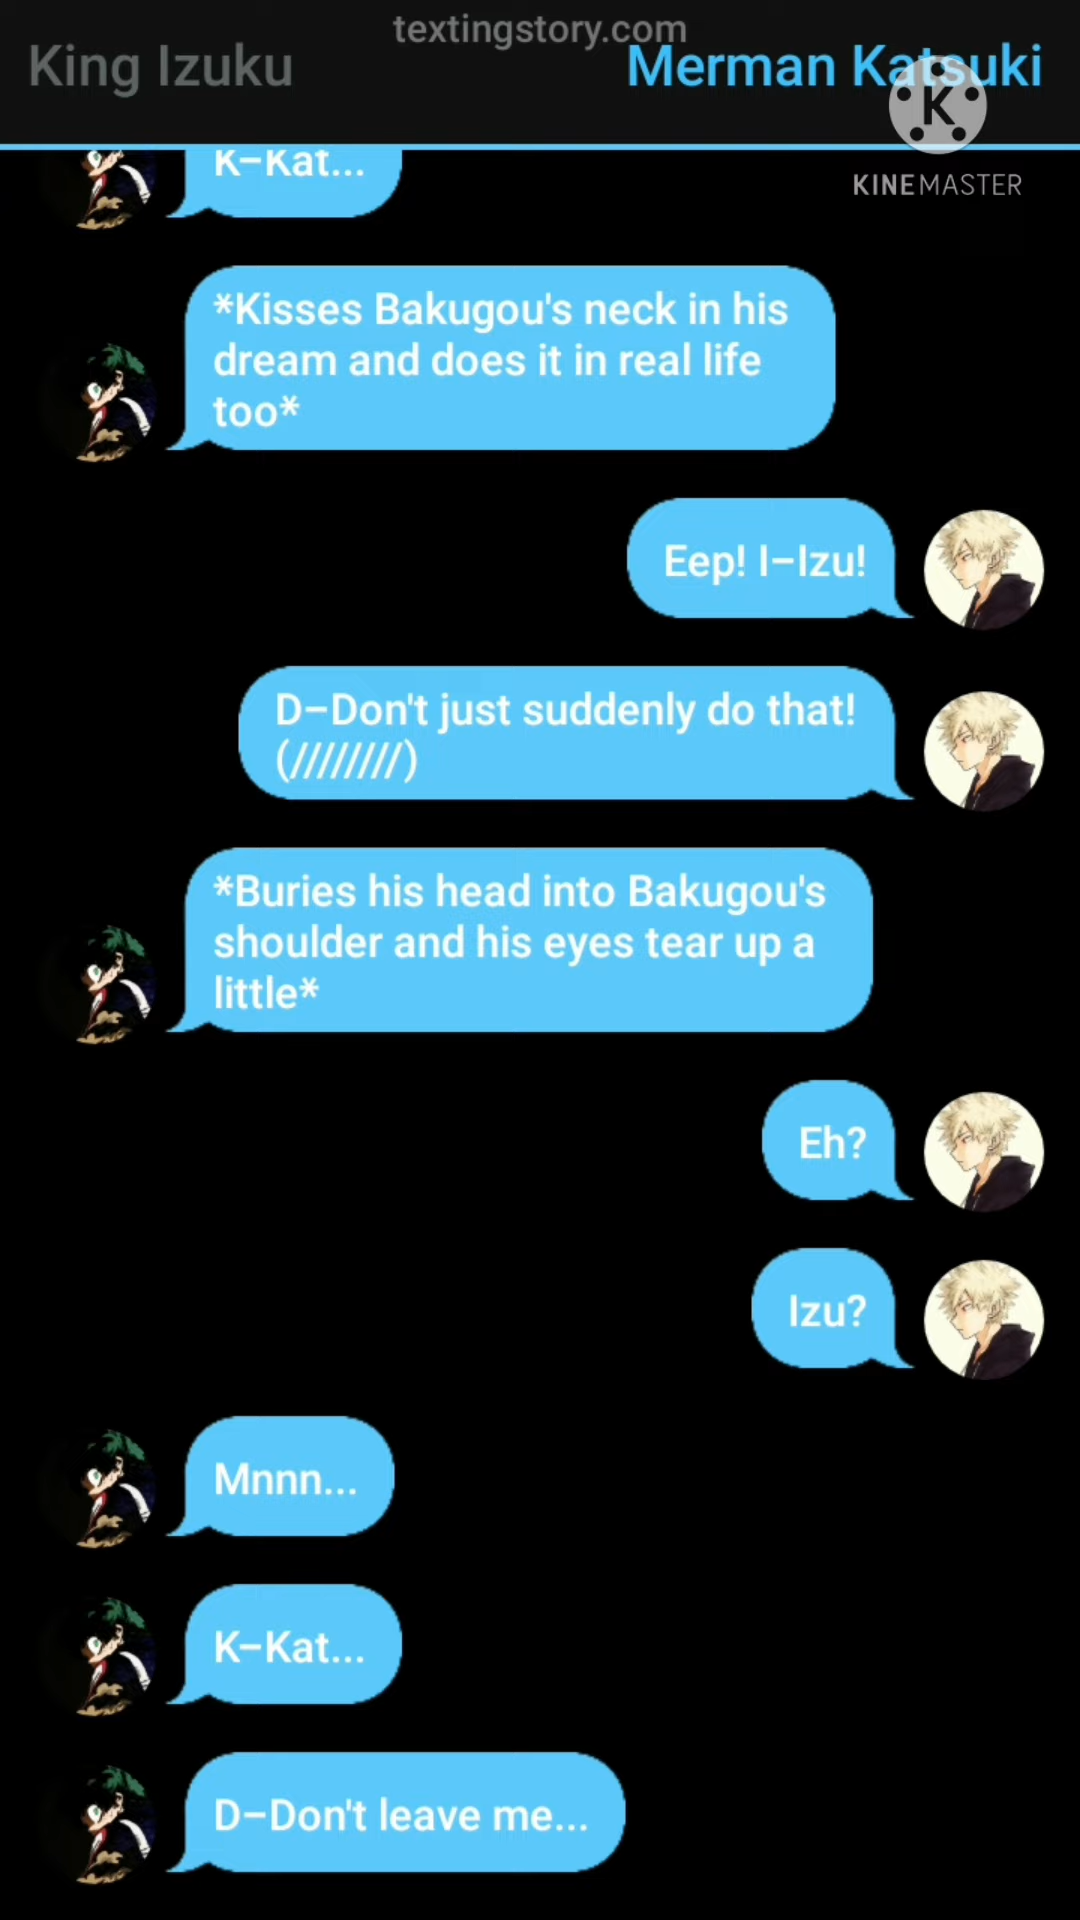 textingstory.com
King Izuku
Merman Katsuki
K
KINEMASTER
K–Kat...
*Kisses Bakugou's neck in his
dream and does it in real life
too*
Eep! I–Izu!
D–Don't just suddenly do that!
(////////)
*Buries his head into Bakugou's
shoulder and his eyes tear up a
little*
Eh?
Izu?
Mnnn...
K–Kat...
D–Don't leave me...